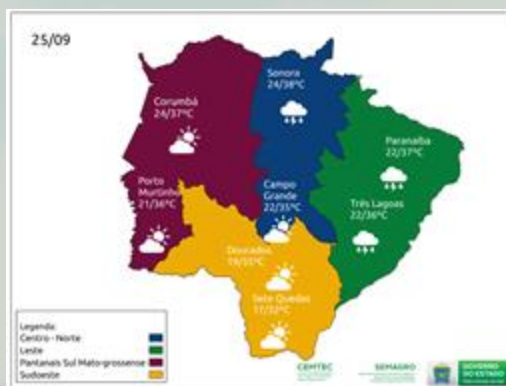 25/09
Sonora
24/38°C
Corumbá
24/37°C
Paranaíba
22/37°C
Porto
Murtinho
21/36°C
Campo
Grande
22/35°C
Três Lagoas
22/36°C
Dourados
19/35°C
Sete Quedas
17/32°C
Legenda:
Centro - Norte
Leste
Pantanais Sul Mato-grossense
Sudoeste
CEMTEC
SEMAGRO
GOVERNO
DO ESTADO